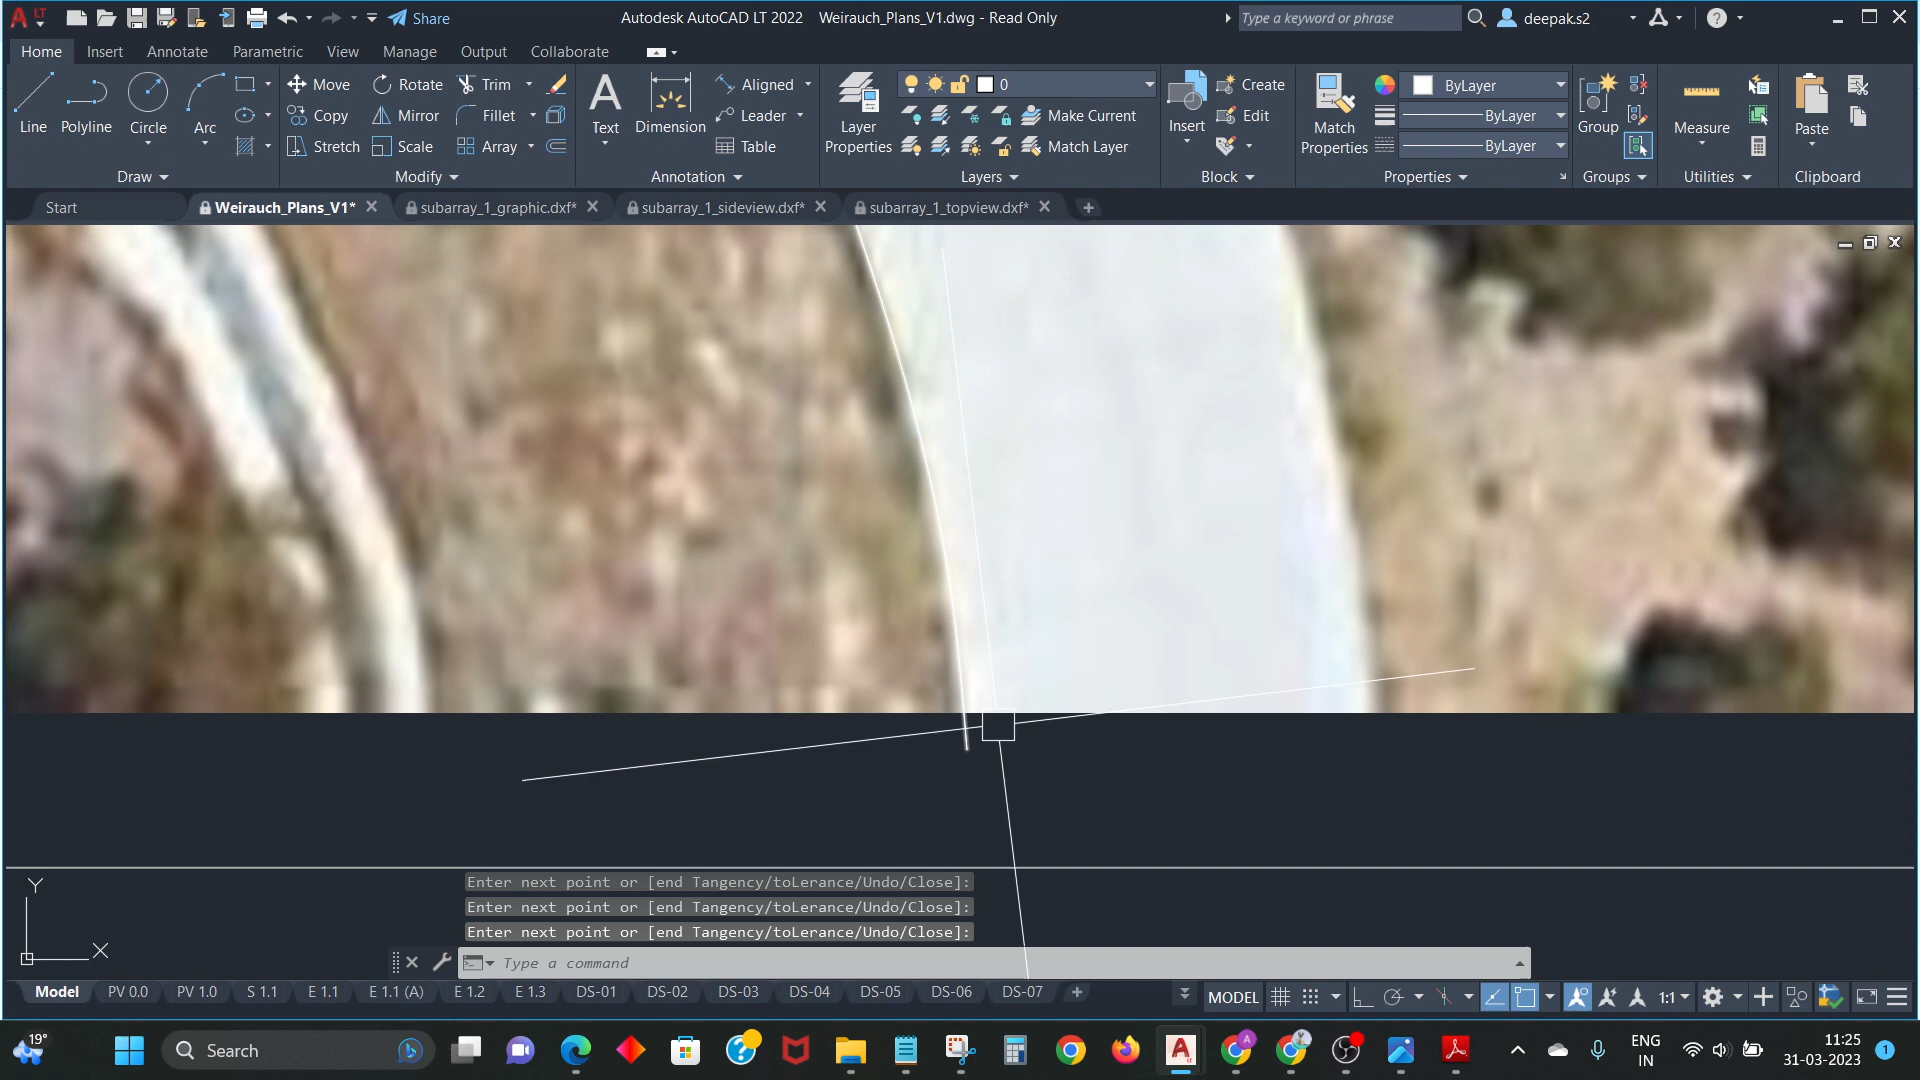 LT
Share
Autodesk AutoCAD LT 2022 Weirauch_Plans_V1.dwg - Read Only
Type a keyword or phrase
deepak.s2
Home Insert Annotate Parametric View Manage Output Collaborate
Line Polyline Circle Arc
Move Rotate Trim
Copy Mirror Fillet
Stretch Scale Array
Text Dimension
Aligned
Leader
Table
Layer Properties
0
Make Current
Match Layer
Insert
Create
Edit
Match Properties
ByLayer
ByLayer
ByLayer
Group
Measure
Paste
Draw Modify Annotation Layers Block Properties Groups Utilities Clipboard
Start Weirauch_Plans_V1* subarray_1_graphic.dxf* subarray_1_sideview.dxf* subarray_1_topview.dxf*
Enter next point or [end Tangency/toLerance/Undo/Close]:
Enter next point or [end Tangency/toLerance/Undo/Close]:
Enter next point or [end Tangency/toLerance/Undo/Close]:
Y
X
Type a command
Model PV 0.0 PV 1.0 S 1.1 E 1.1 E 1.1 (A) E 1.2 E 1.3 DS-01 DS-02 DS-03 DS-04 DS-05 DS-06 DS-07
MODEL 1:1
19°
Search
ENG
IN
11:25
31-03-2023
1